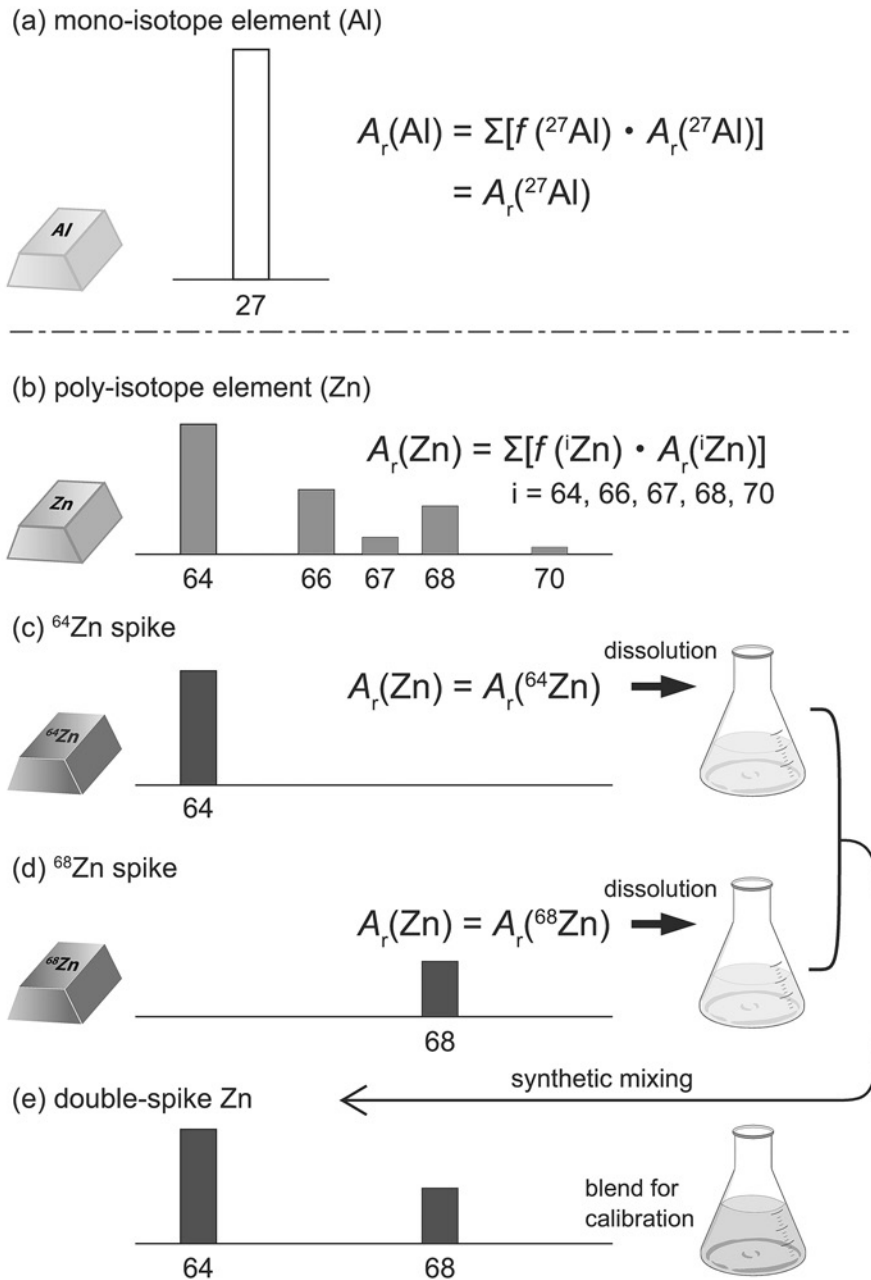 (a) mono-isotope element (Al)
Aᵣ(Al) = Σ[f (²⁷Al) · Aᵣ(²⁷Al)]
= Aᵣ(²⁷Al)
Al
27
(b) poly-isotope element (Zn)
Aᵣ(Zn) = Σ[f (ⁱZn) · Aᵣ(ⁱZn)]
i = 64, 66, 67, 68, 70
Zn
64 66 67 68 70
(c) ⁶⁴Zn spike
dissolution
Aᵣ(Zn) = Aᵣ(⁶⁴Zn)
⁶⁴Zn
64
(d) ⁶⁸Zn spike
dissolution
Aᵣ(Zn) = Aᵣ(⁶⁸Zn)
⁶⁸Zn
68
synthetic mixing
(e) double-spike Zn
blend for
calibration
64 68